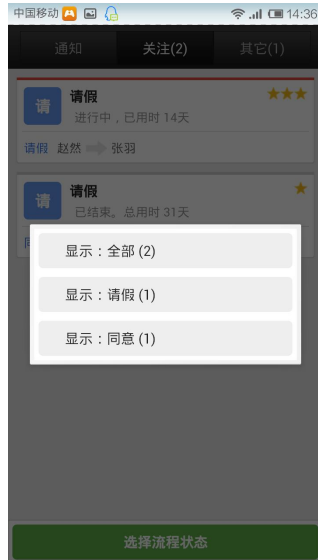 中国移动 14:36
通知 关注(2) 其它(1)
请 请假
进行中，已用时 14天
请假 赵然 张羽
请 请假
已结束。总用时 31天
显示：全部 (2)
显示：请假 (1)
显示：同意 (1)
选择流程状态